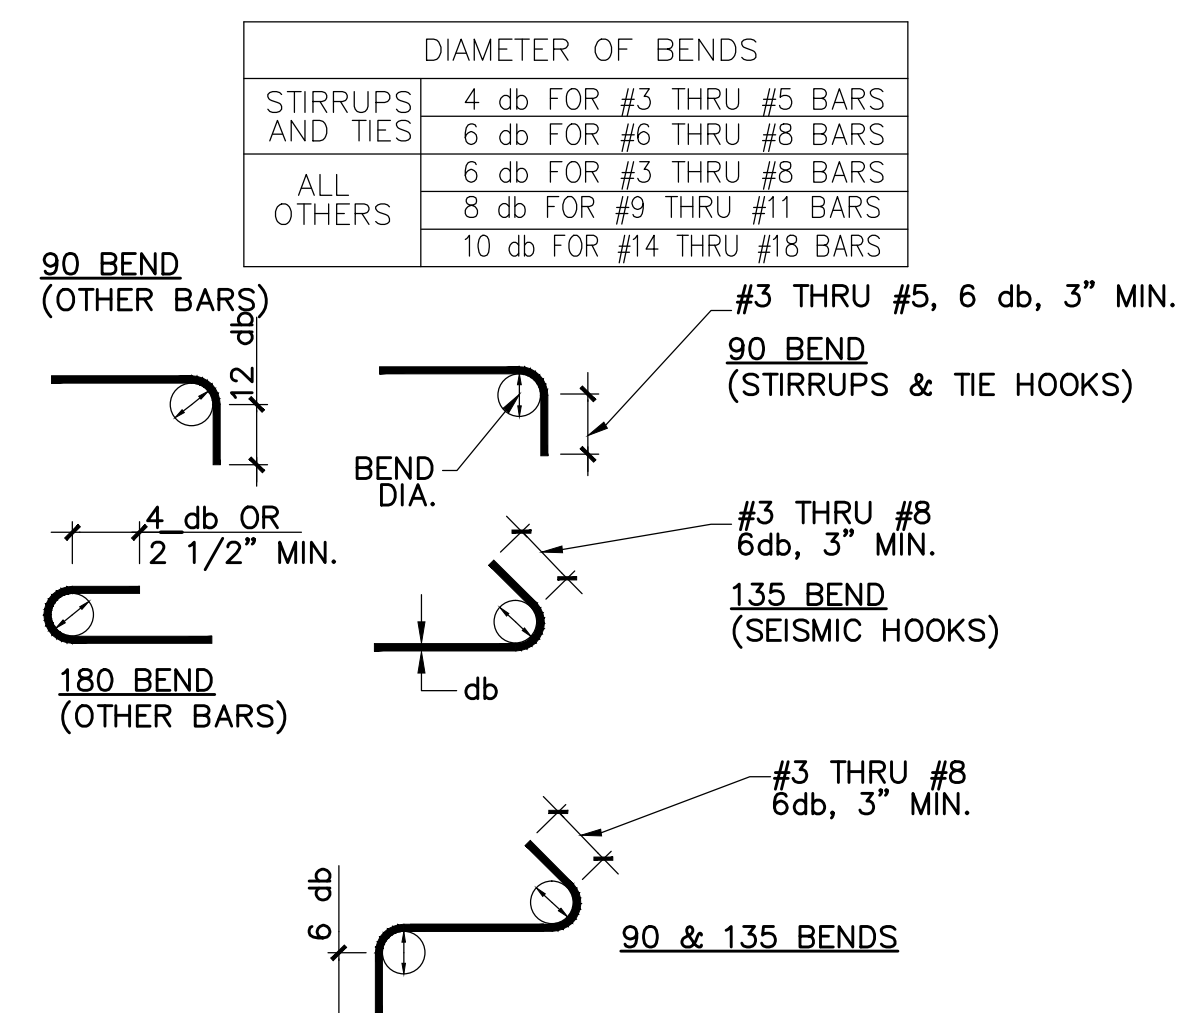 DIAMETER OF BENDS
STIRRUPS
AND TIES
4 db FOR #3 THRU #5 BARS
6 db FOR #6 THRU #8 BARS
ALL
OTHERS
6 db FOR #3 THRU #8 BARS
8 db FOR #9 THRU #11 BARS
10 db FOR #14 THRU #18 BARS
90 BEND
(OTHER BARS)
12 db
#3 THRU #5, 6 db, 3” MIN.
90 BEND
(STIRRUPS & TIE HOOKS)
BEND
DIA.
4 db OR
2 1/2” MIN.
180 BEND
(OTHER BARS)
#3 THRU #8
6db, 3” MIN.
135 BEND
(SEISMIC HOOKS)
db
#3 THRU #8
6db, 3” MIN.
6 db
90 & 135 BENDS